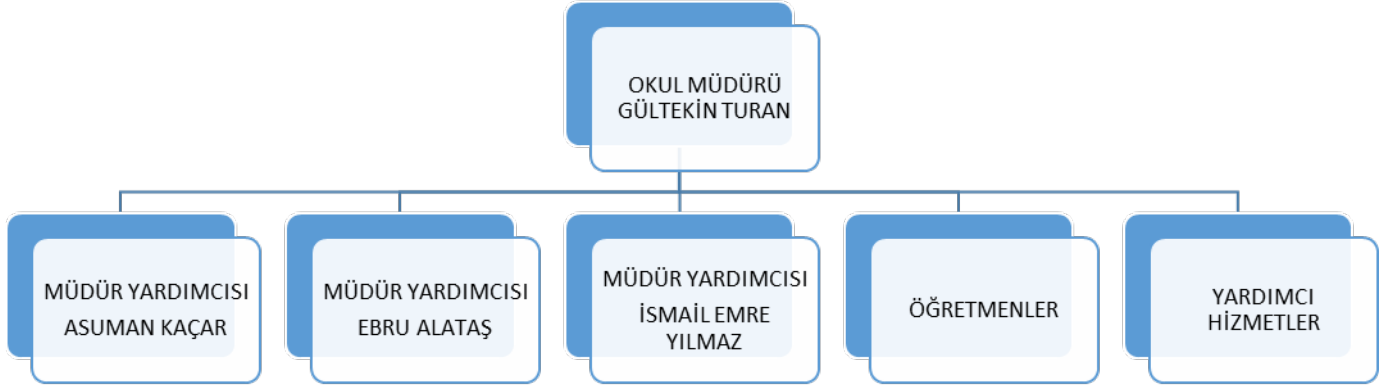 OKUL MÜDÜRÜ
GÜLTEKİN TURAN
MÜDÜR YARDIMCISI
ASUMAN KAÇAR
MÜDÜR YARDIMCISI
EBRU ALATAŞ
MÜDÜR YARDIMCISI
İSMAİL EMRE
YILMAZ
ÖĞRETMENLER
YARDIMCI
HİZMETLER